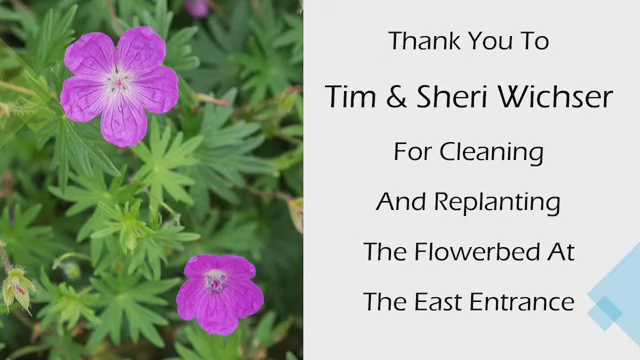 Thank You To
Tim & Sheri Wichser
For Cleaning
And Replanting
The Flowerbed At
The East Entrance